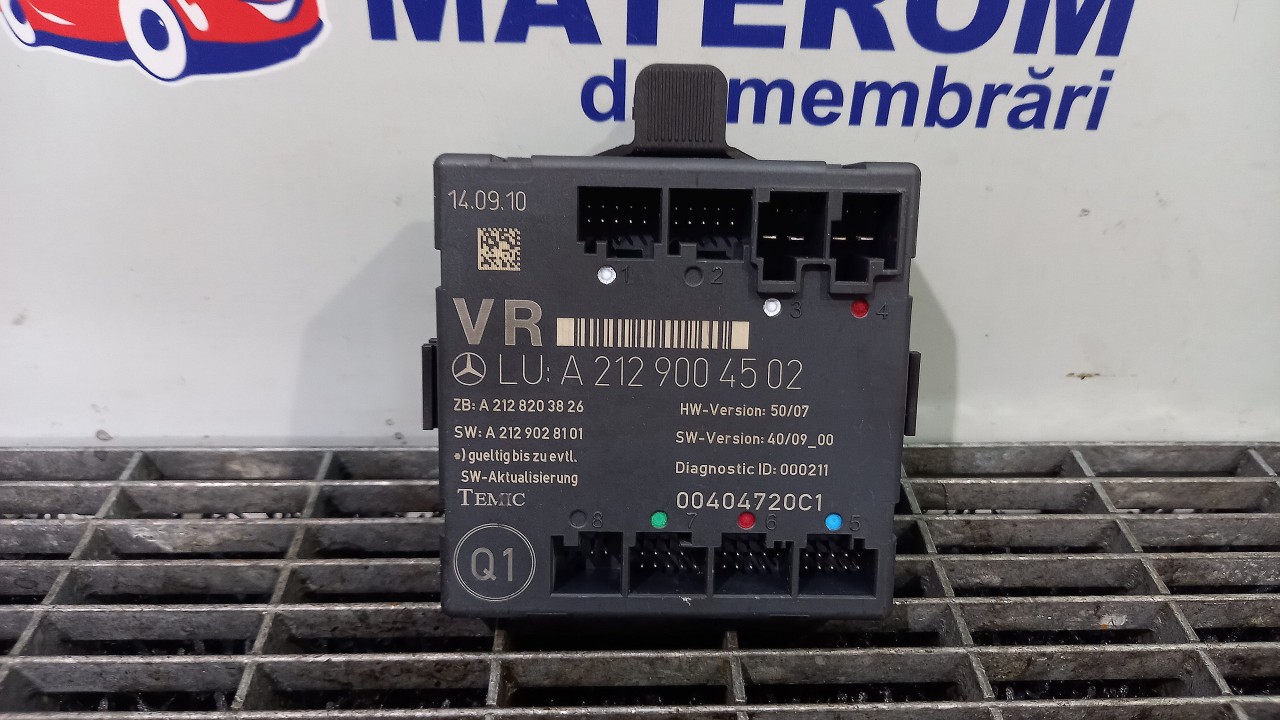 MATEROM
membrări
14.09.10
1 2 3 4
VR
LU: A 212 900 45 02
ZB: A 212 820 38 26
HW-Version: 50/07
SW: A 212 902 81 01
SW-Version: 40/09_00
*) gueltig bis zu evtl.
SW-Aktualisierung
Diagnostic ID: 000211
TEMIC
00404720C1
8 7 6 5
Q1